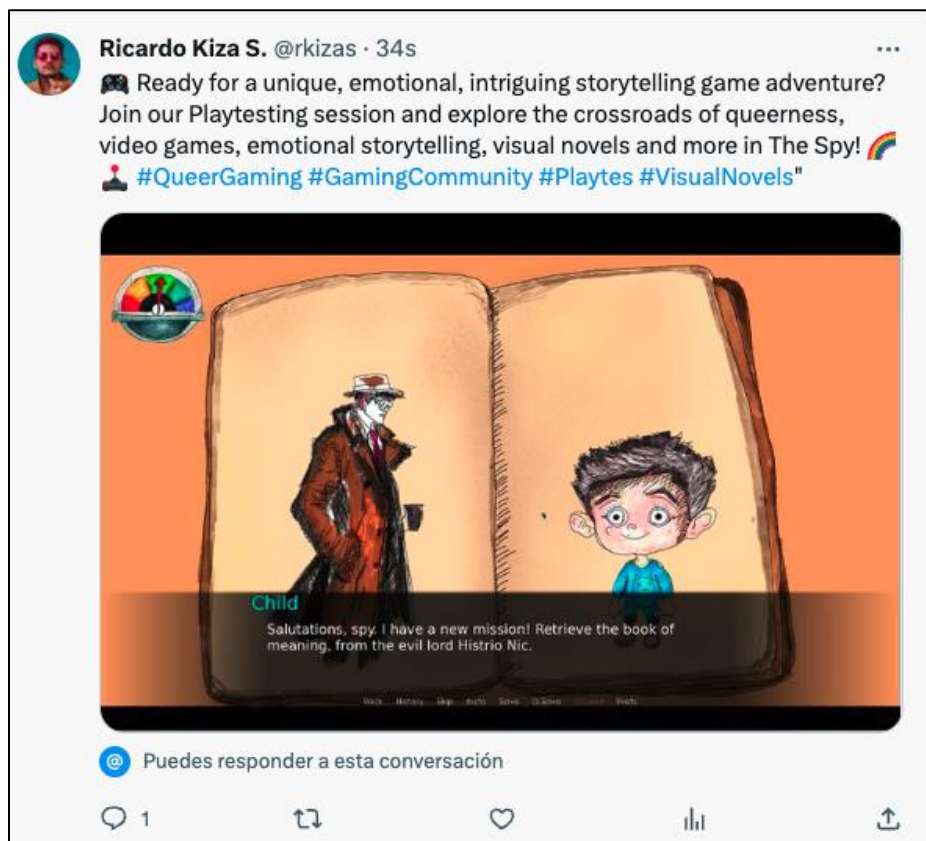 Ricardo Kiza S. @rkizas · 34s
🎮 Ready for a unique, emotional, intriguing storytelling game adventure?
Join our Playtesting session and explore the crossroads of queerness,
video games, emotional storytelling, visual novels and more in The Spy! 🌈
🕹️ #QueerGaming #GamingCommunity #Playtes #VisualNovels"
Child
Salutations, spy. I have a new mission! Retrieve the book of
meaning, from the evil lord Histrio Nic.
Back History Skip Auto Save Q.Save Prefs
@ Puedes responder a esta conversación
1